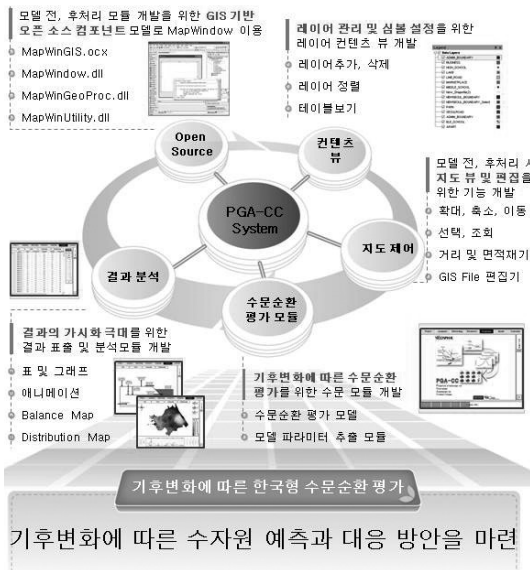 모델 전, 후처리 모듈 개발을 위한 GIS 기반
오픈 소스 컴포넌트 모델로 MapWindow 이용
MapWinGIS.ocx
MapWindow.dll
MapWinGeoProc.dll
MapWinUtility.dll
레이어 관리 및 심볼 설정을 위한
레이어 컨텐츠 뷰 개발
레이어추가, 삭제
레이어 정렬
테이블보기
Open
Source
컨텐츠
뷰
PGA-CC
System
모델 전, 후처리 시
지도 뷰 및 편집을
위한 기능 개발
확대, 축소, 이동
선택, 조회
거리 및 면적재기
GIS File 편집기
지도 제어
결과 분석
수문순환
평가 모듈
결과의 가시화 극대를 위한
결과 표출 및 분석모듈 개발
표 및 그래프
애니메이션
Balance Map
Distribution Map
기후변화에 따른 수문순환
평가를 위한 수문 모듈 개발
수문순환 평가 모델
모델 파라미터 추출 모듈
PGA-CC
기후변화에 따른 한국형 수문순환 평가
기후변화에 따른 수자원 예측과 대응 방안을 마련